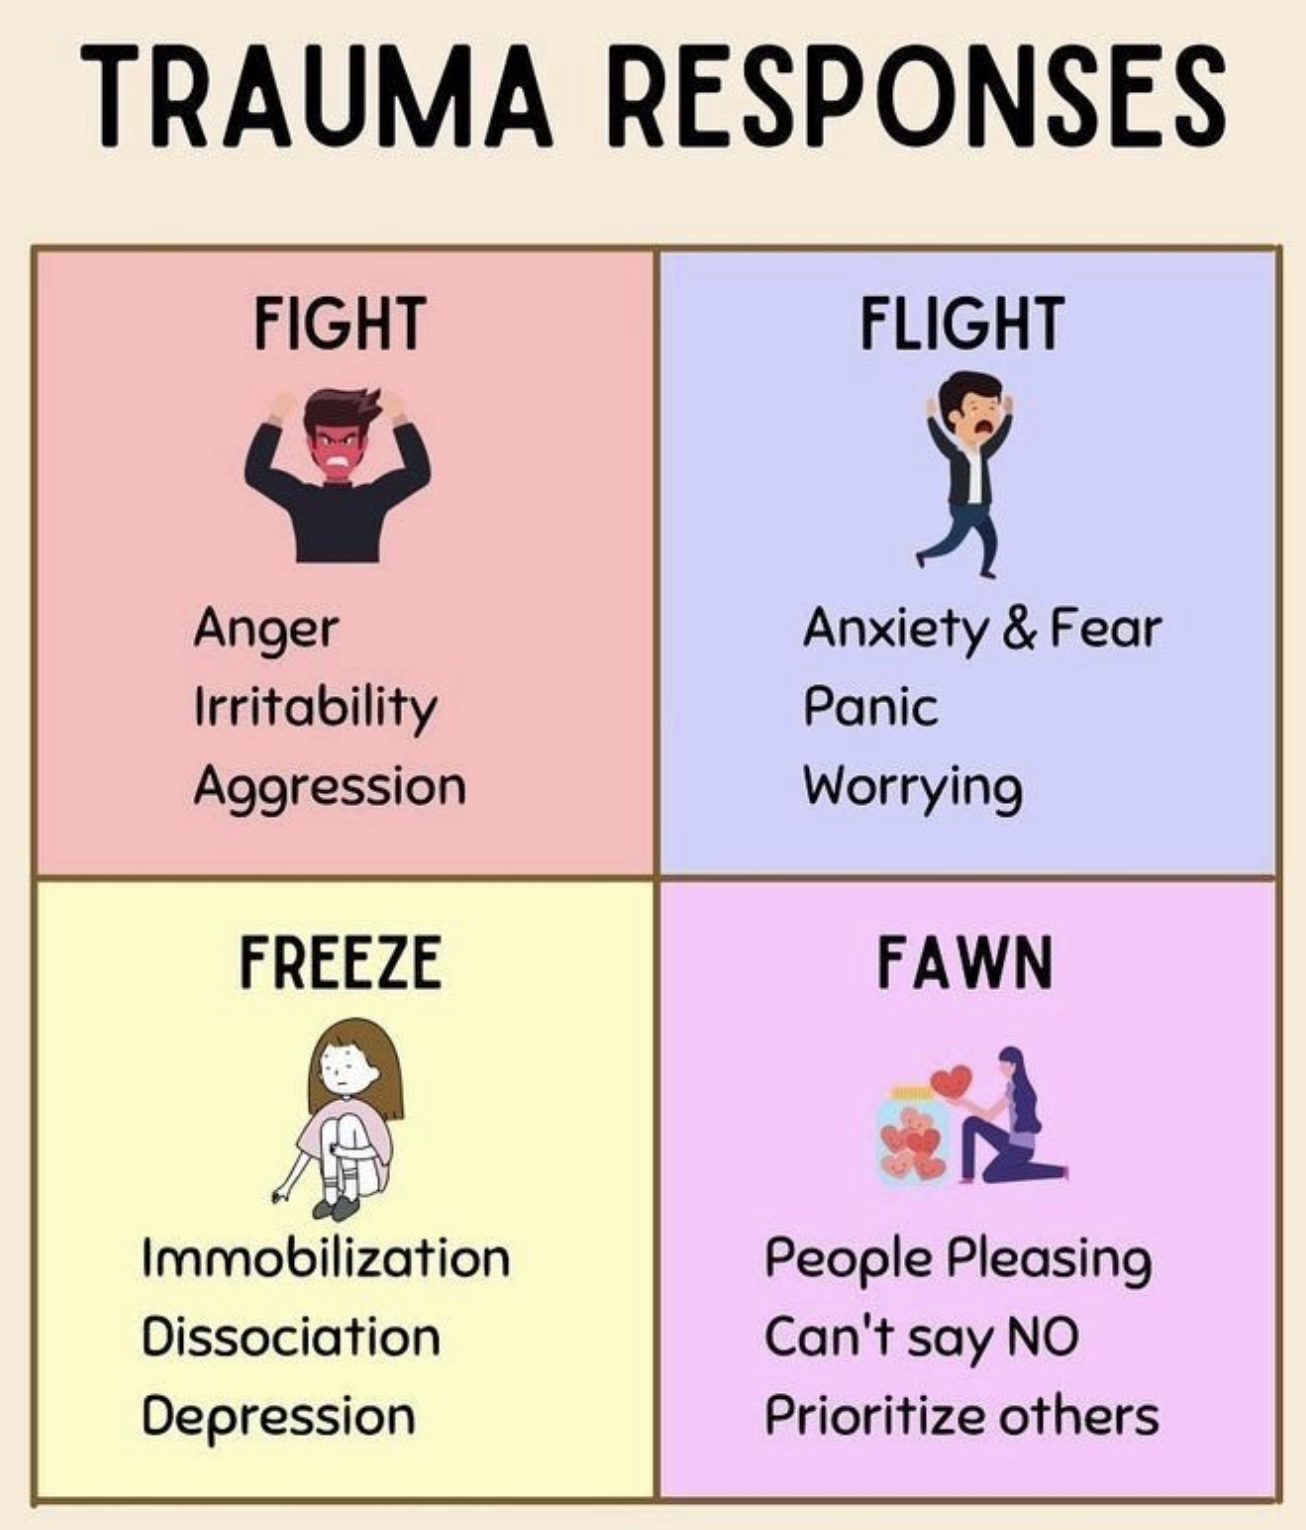 TRAUMA RESPONSES
FIGHT
Anger
Irritability
Aggression
FLIGHT
Anxiety & Fear
Panic
Worrying
FREEZE
Immobilization
Dissociation
Depression
FAWN
People Pleasing
Can't say NO
Prioritize others